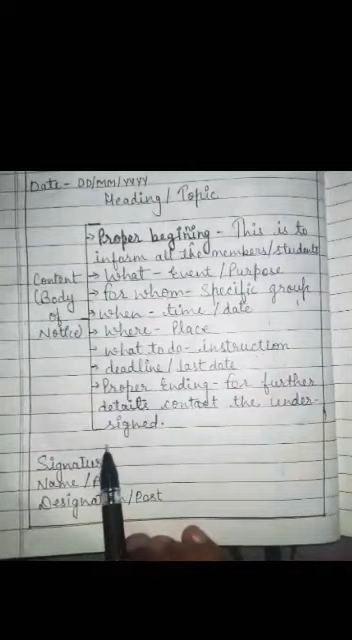 Date - DD/MM/YYYY
Heading/Topic
→ Proper begining - This is to
inform all the members/students
Content → What - Event/Purpose
(Body → for whom - Specific group
of → when - time/date
Notice) → where - Place
what to do - instruction
→ deadline/last date
→ Proper Ending - for further
details contact the under-
signed.
Signature
Name /
Designation/Post